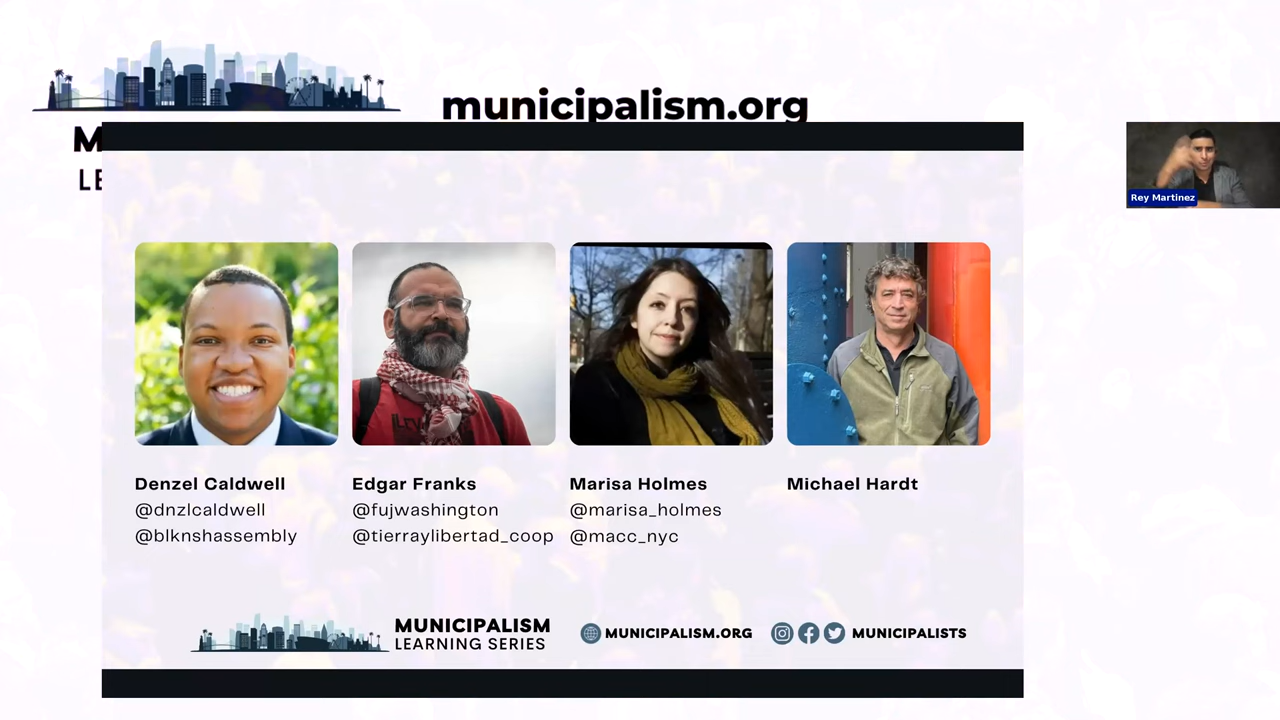 municipalism.org
M
LE
Rey Martinez
Denzel Caldwell
@dnzlcaldwell
@blknshassembly
Edgar Franks
@fujwashington
@tierraylibertad_coop
Marisa Holmes
@marisa_holmes
@macc_nyc
Michael Hardt
MUNICIPALISM
LEARNING SERIES
MUNICIPALISM.ORG
MUNICIPALISTS